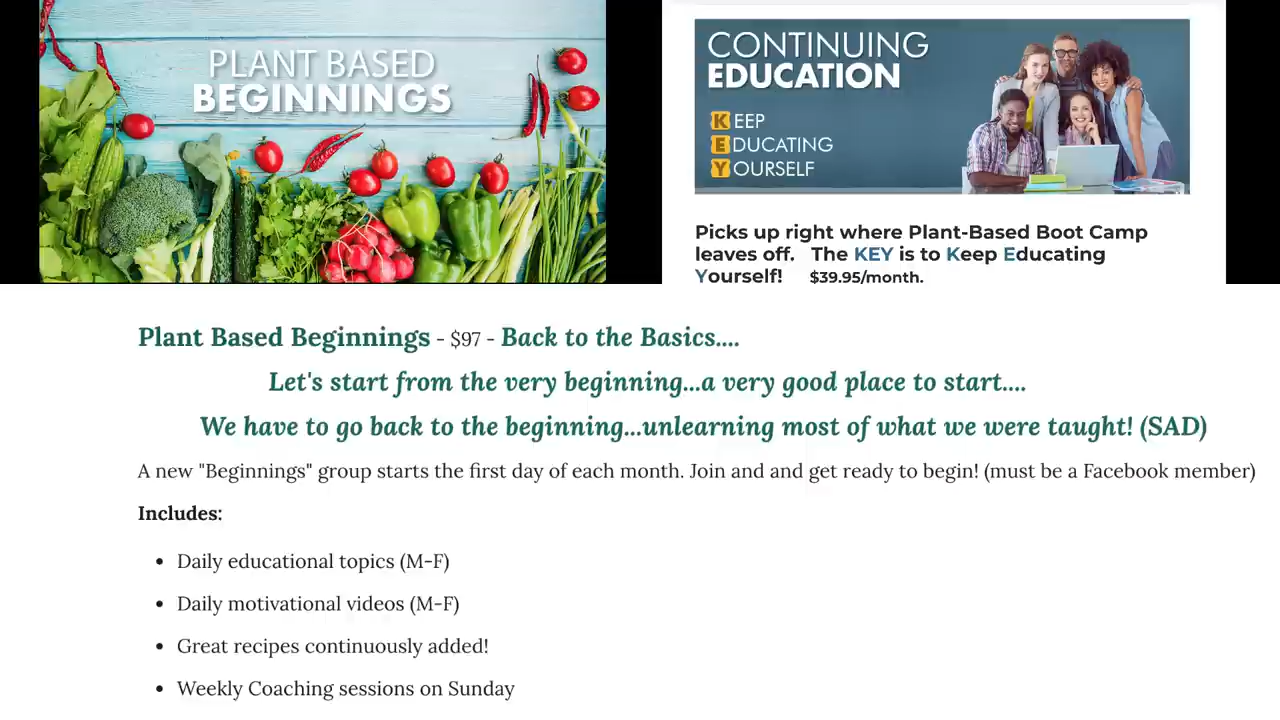 PLANT BASED
BEGINNINGS
CONTINUING
EDUCATION
KEEP
EDUCATING
YOURSELF
Picks up right where Plant-Based Boot Camp
leaves off. The KEY is to Keep Educating
Yourself! $39.95/month.
Plant Based Beginnings - $97 - Back to the Basics....
Let's start from the very beginning...a very good place to start....
We have to go back to the beginning...unlearning most of what we were taught! (SAD)
A new "Beginnings" group starts the first day of each month. Join and and get ready to begin! (must be a Facebook member)
Includes:
• Daily educational topics (M-F)
• Daily motivational videos (M-F)
• Great recipes continuously added!
• Weekly Coaching sessions on Sunday